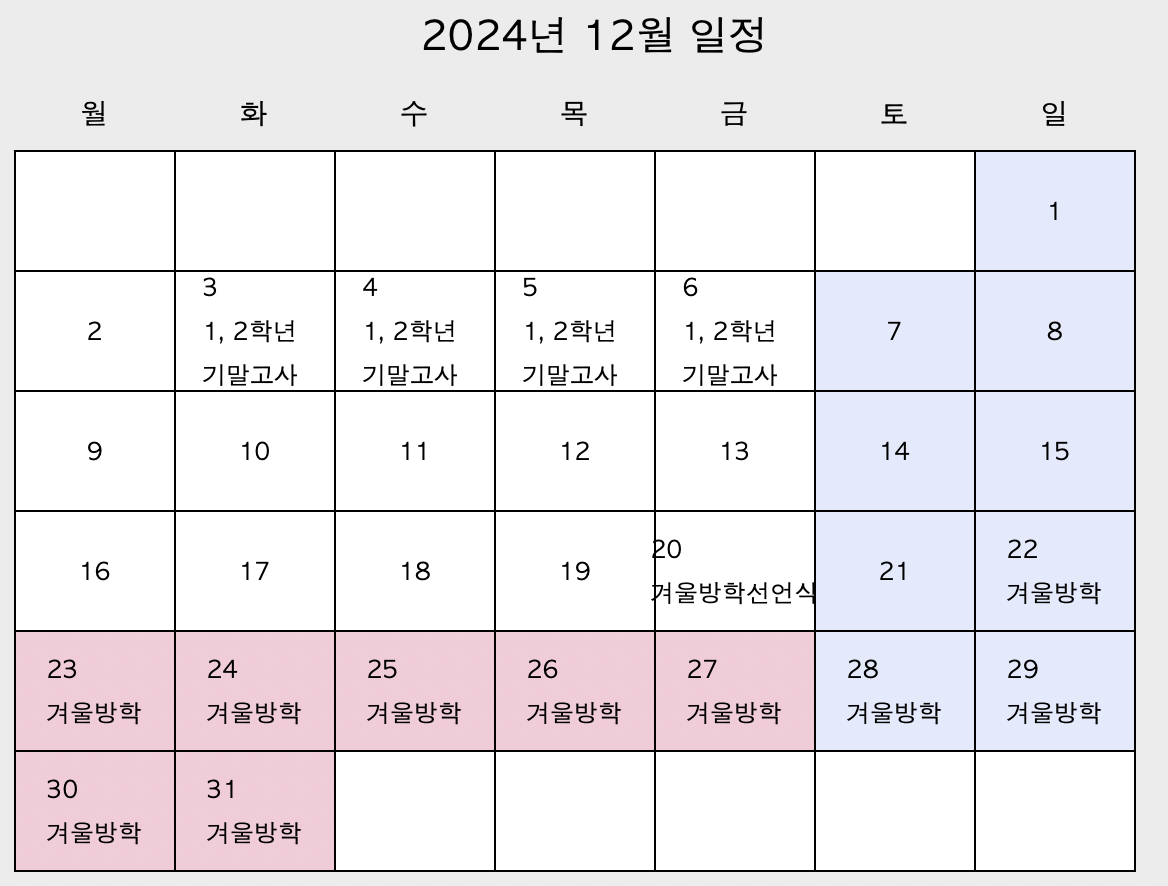 2024년 12월 일정
월 화 수 목 금 토 일
1
2
3
1, 2학년
기말고사
4
1, 2학년
기말고사
5
1, 2학년
기말고사
6
1, 2학년
기말고사
7
8
9
10
11
12
13
14
15
16
17
18
19
20
겨울방학선언식
21
22
겨울방학
23
겨울방학
24
겨울방학
25
겨울방학
26
겨울방학
27
겨울방학
28
겨울방학
29
겨울방학
30
겨울방학
31
겨울방학